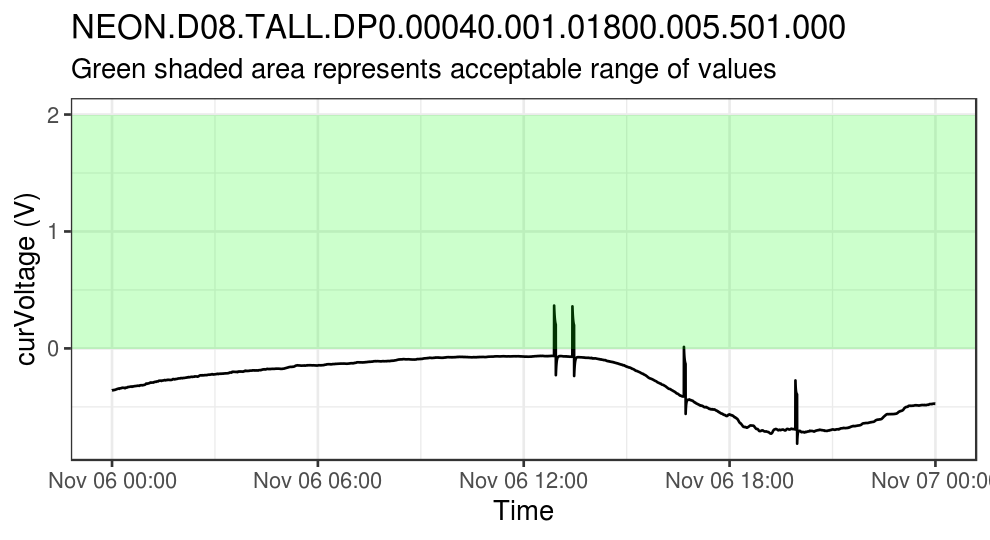 NEON.D08.TALL.DP0.00040.001.01800.005.501.000
Green shaded area represents acceptable range of values
curVoltage (V)
2
1
0
Nov 06 00:00 Nov 06 06:00 Nov 06 12:00 Nov 06 18:00 Nov 07 00:0
Time